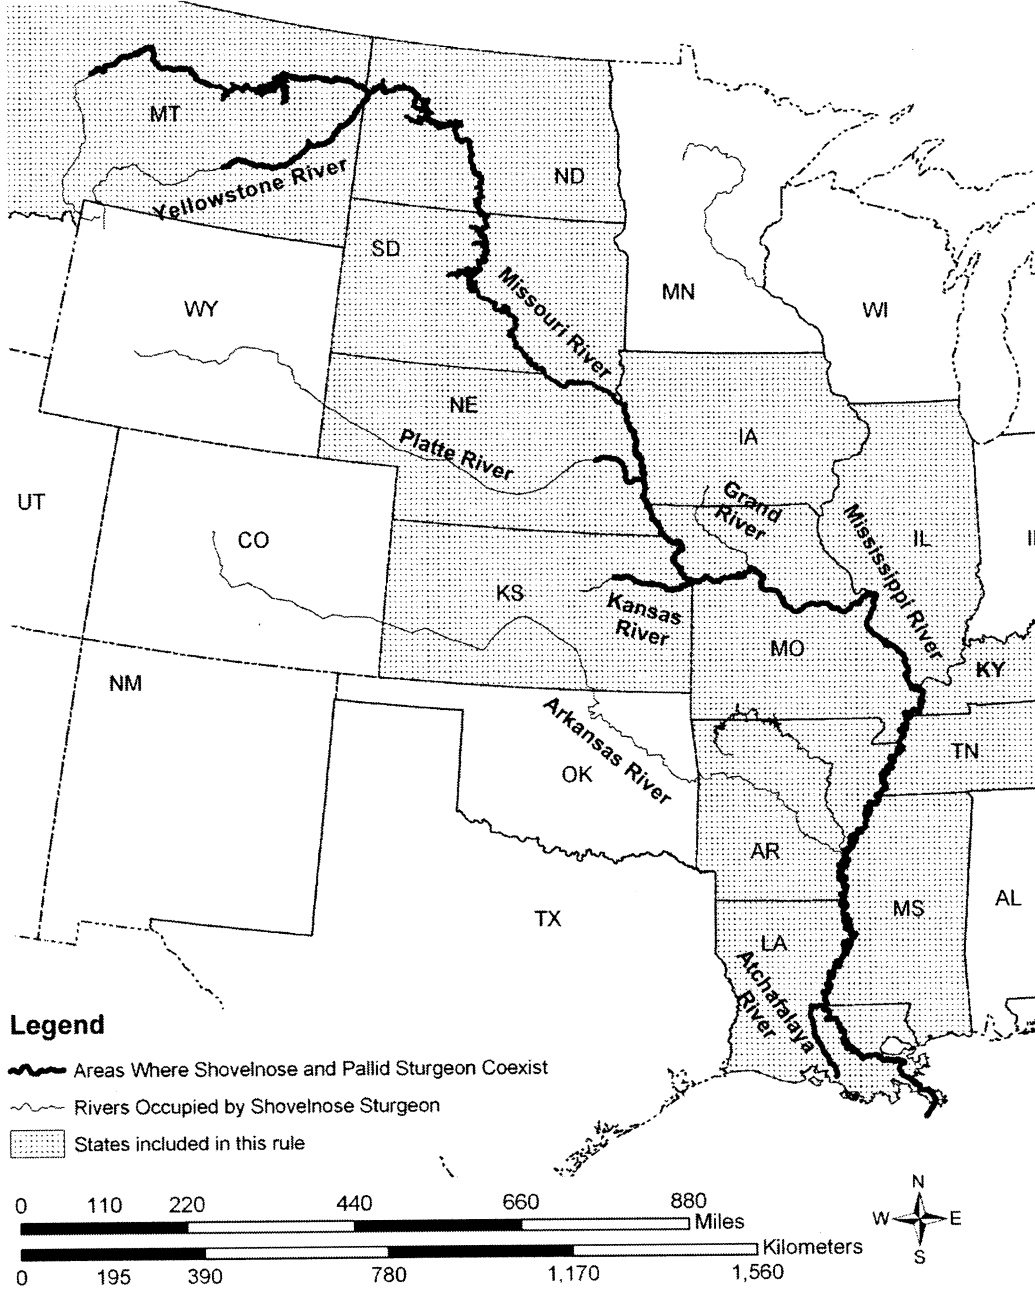 MT
ND
Yellowstone River
SD
Missouri River
MN
WI
WY
NE
IA
Platte River
Grand
River
UT
CO
Mississippi River
IL
KS
Kansas
River
MO
KY
NM
Arkansas River
TN
OK
AR
TX
MS
AL
LA
Atchafalaya
River
Legend
Areas Where Shovelnose and Pallid Sturgeon Coexist
Rivers Occupied by Shovelnose Sturgeon
States included in this rule
0 110 220 440 660 880
Miles
Kilometers
0 195 390 780 1,170 1,560
N
W E
S